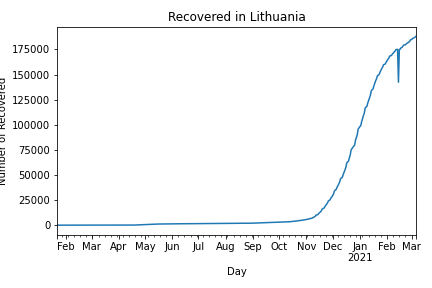 Recovered in Lithuania
Number of Recovered
175000
150000
125000
100000
75000
50000
25000
0
Feb Mar Apr May Jun Jul Aug Sep Oct Nov Dec Jan Feb Mar
2021
Day